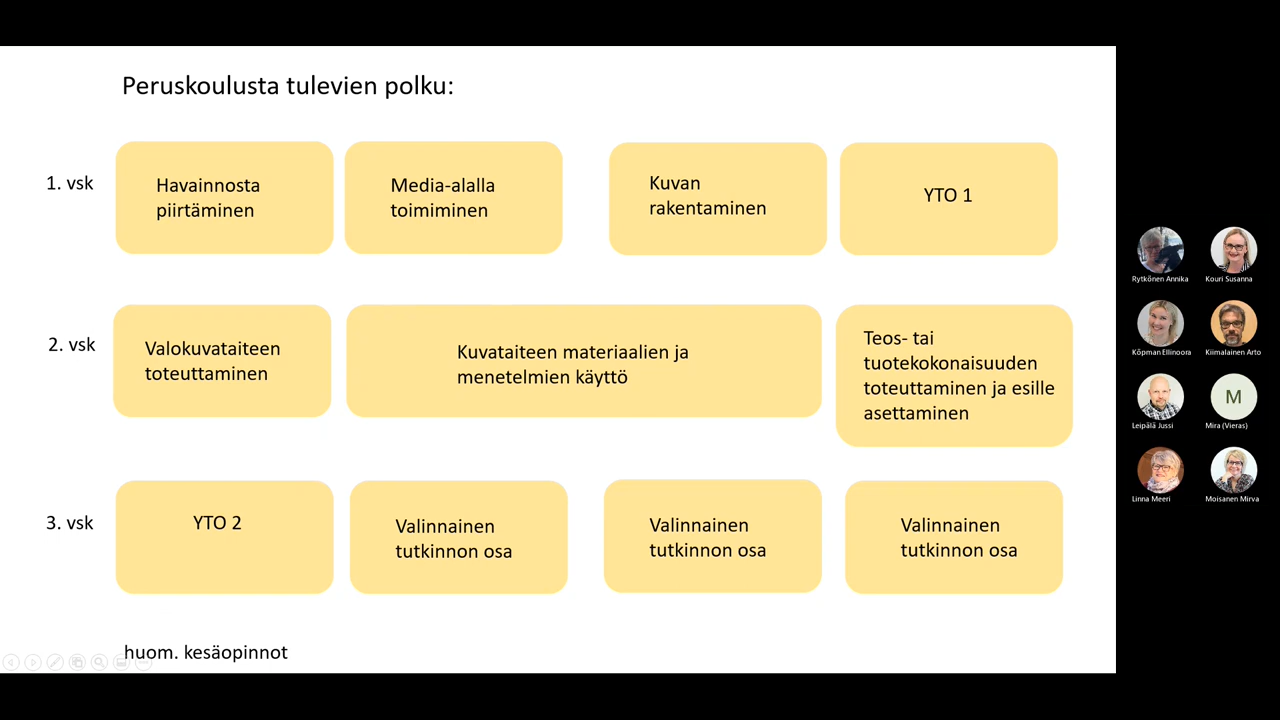 Peruskoulusta tulevien polku:
1. vsk
Havainnosta
piirtäminen
Media-alalla
toimiminen
Kuvan
rakentaminen
YTO 1
2. vsk
Valokuvataiteen
toteuttaminen
Kuvataiteen materiaalien ja
menetelmien käyttö
Teos- tai
tuotekokonaisuuden
toteuttaminen ja esille
asettaminen
3. vsk
YTO 2
Valinnainen
tutkinnon osa
Valinnainen
tutkinnon osa
Valinnainen
tutkinnon osa
huom. kesäopinnot
Rytkönen Annika
Kouri Susanna
Köpman Ellinoora
Kiimalainen Arto
Leipälä Jussi
M
Mira (Vieras)
Linna Meeri
Moisanen Mirva